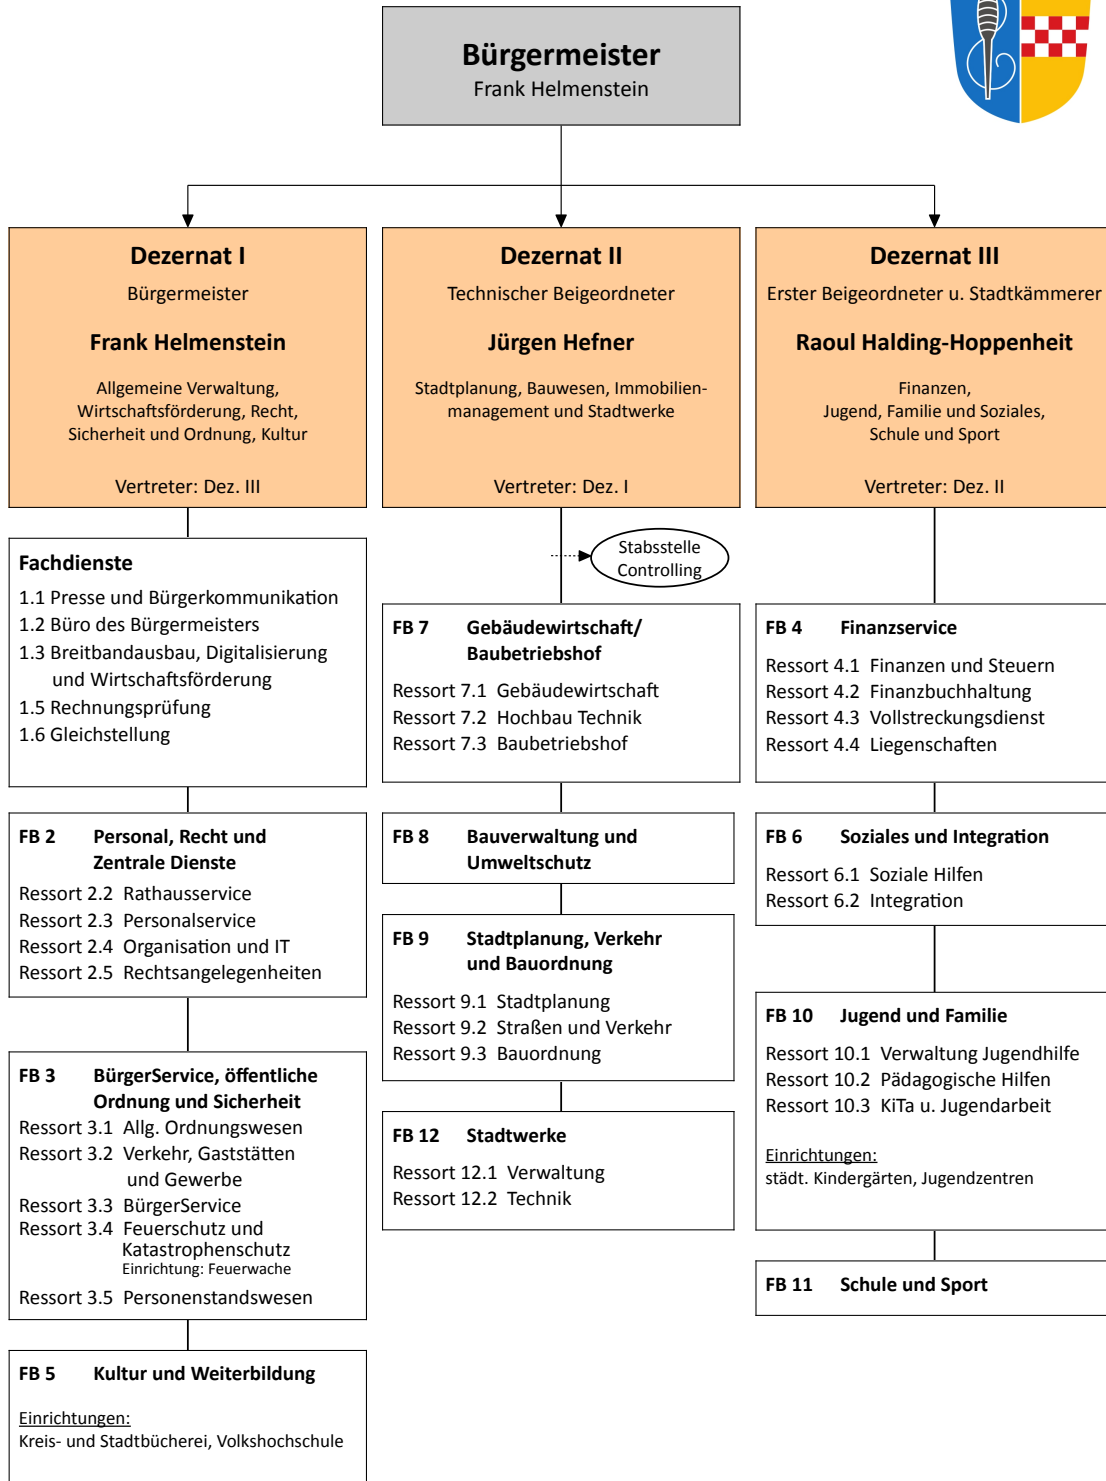 Bürgermeister
Frank Helmenstein
Dezernat I
Bürgermeister
Frank Helmenstein
Allgemeine Verwaltung,
Wirtschaftsförderung, Recht,
Sicherheit und Ordnung, Kultur
Vertreter: Dez. III
Dezernat II
Technischer Beigeordneter
Jürgen Hefner
Stadtplanung, Bauwesen, Immobilien-
management und Stadtwerke
Vertreter: Dez. I
Dezernat III
Erster Beigeordneter u. Stadtkämmerer
Raoul Halding-Hoppenheit
Finanzen,
Jugend, Familie und Soziales,
Schule und Sport
Vertreter: Dez. II
Fachdienste
1.1 Presse und Bürgerkommunikation
1.2 Büro des Bürgermeisters
1.3 Breitbandausbau, Digitalisierung
und Wirtschaftsförderung
1.5 Rechnungsprüfung
1.6 Gleichstellung
FB 2 Personal, Recht und
Zentrale Dienste
Ressort 2.2 Rathausservice
Ressort 2.3 Personalservice
Ressort 2.4 Organisation und IT
Ressort 2.5 Rechtsangelegenheiten
FB 3 BürgerService, öffentliche
Ordnung und Sicherheit
Ressort 3.1 Allg. Ordnungswesen
Ressort 3.2 Verkehr, Gaststätten
und Gewerbe
Ressort 3.3 BürgerService
Ressort 3.4 Feuerschutz und
Katastrophenschutz
Einrichtung: Feuerwache
Ressort 3.5 Personenstandswesen
FB 5 Kultur und Weiterbildung
Einrichtungen:
Kreis- und Stadtbücherei, Volkshochschule
Stabsstelle
Controlling
FB 7 Gebäudewirtschaft/
Baubetriebshof
Ressort 7.1 Gebäudewirtschaft
Ressort 7.2 Hochbau Technik
Ressort 7.3 Baubetriebshof
FB 8 Bauverwaltung und
Umweltschutz
FB 9 Stadtplanung, Verkehr
und Bauordnung
Ressort 9.1 Stadtplanung
Ressort 9.2 Straßen und Verkehr
Ressort 9.3 Bauordnung
FB 12 Stadtwerke
Ressort 12.1 Verwaltung
Ressort 12.2 Technik
FB 4 Finanzservice
Ressort 4.1 Finanzen und Steuern
Ressort 4.2 Finanzbuchhaltung
Ressort 4.3 Vollstreckungsdienst
Ressort 4.4 Liegenschaften
FB 6 Soziales und Integration
Ressort 6.1 Soziale Hilfen
Ressort 6.2 Integration
FB 10 Jugend und Familie
Ressort 10.1 Verwaltung Jugendhilfe
Ressort 10.2 Pädagogische Hilfen
Ressort 10.3 KiTa u. Jugendarbeit
Einrichtungen:
städt. Kindergärten, Jugendzentren
FB 11 Schule und Sport